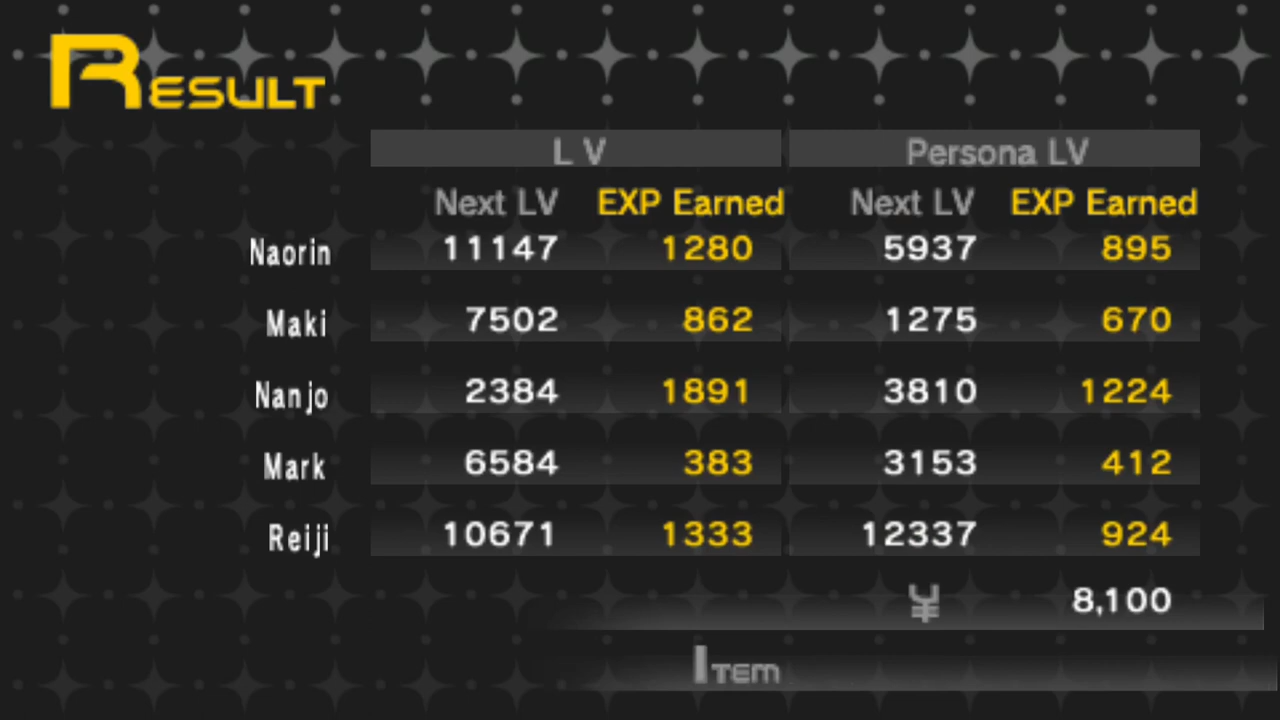 RESULT
LV Persona LV
Next LV EXP Earned Next LV EXP Earned
Naorin 11147 1280 5937 895
Maki 7502 862 1275 670
Nanjo 2384 1891 3810 1224
Mark 6584 383 3153 412
Reiji 10671 1333 12337 924
¥ 8,100
ITEM